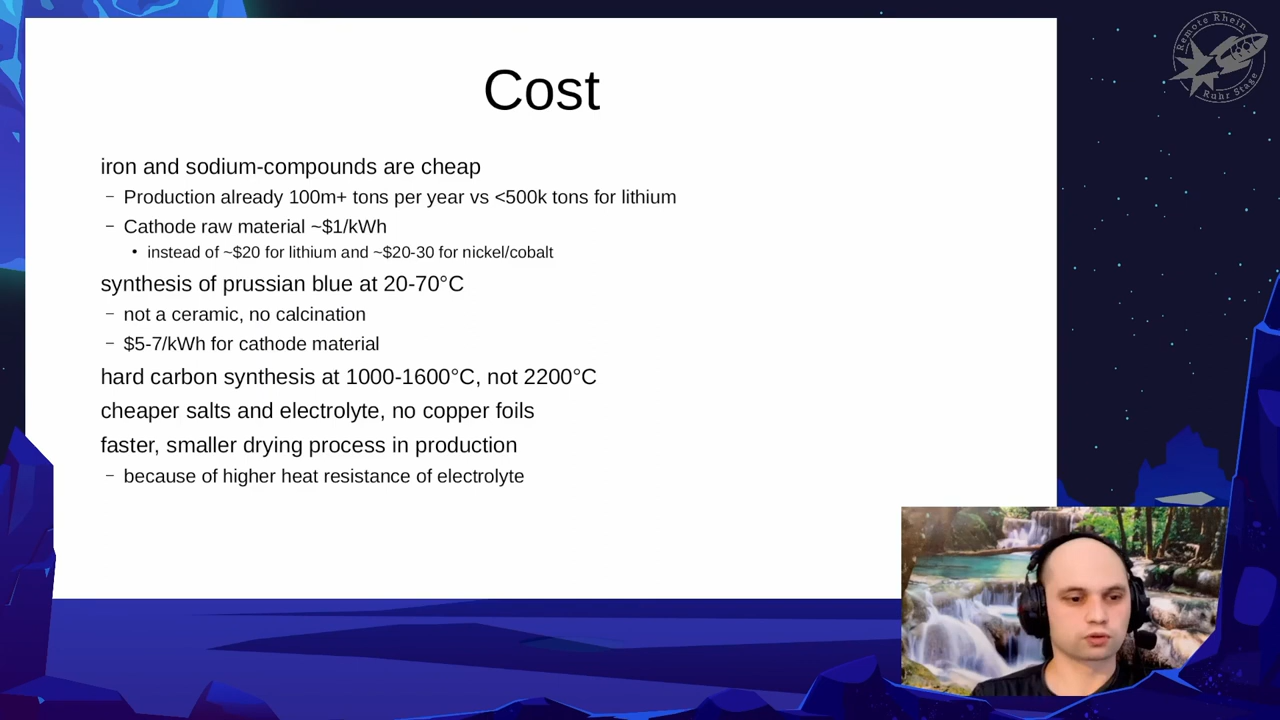 Cost
iron and sodium-compounds are cheap
– Production already 100m+ tons per year vs <500k tons for lithium
– Cathode raw material ~$1/kWh
• instead of ~$20 for lithium and ~$20-30 for nickel/cobalt
synthesis of prussian blue at 20-70°C
– not a ceramic, no calcination
– $5-7/kWh for cathode material
hard carbon synthesis at 1000-1600°C, not 2200°C
cheaper salts and electrolyte, no copper foils
faster, smaller drying process in production
– because of higher heat resistance of electrolyte
Remote Rhein
Ruhr Stage